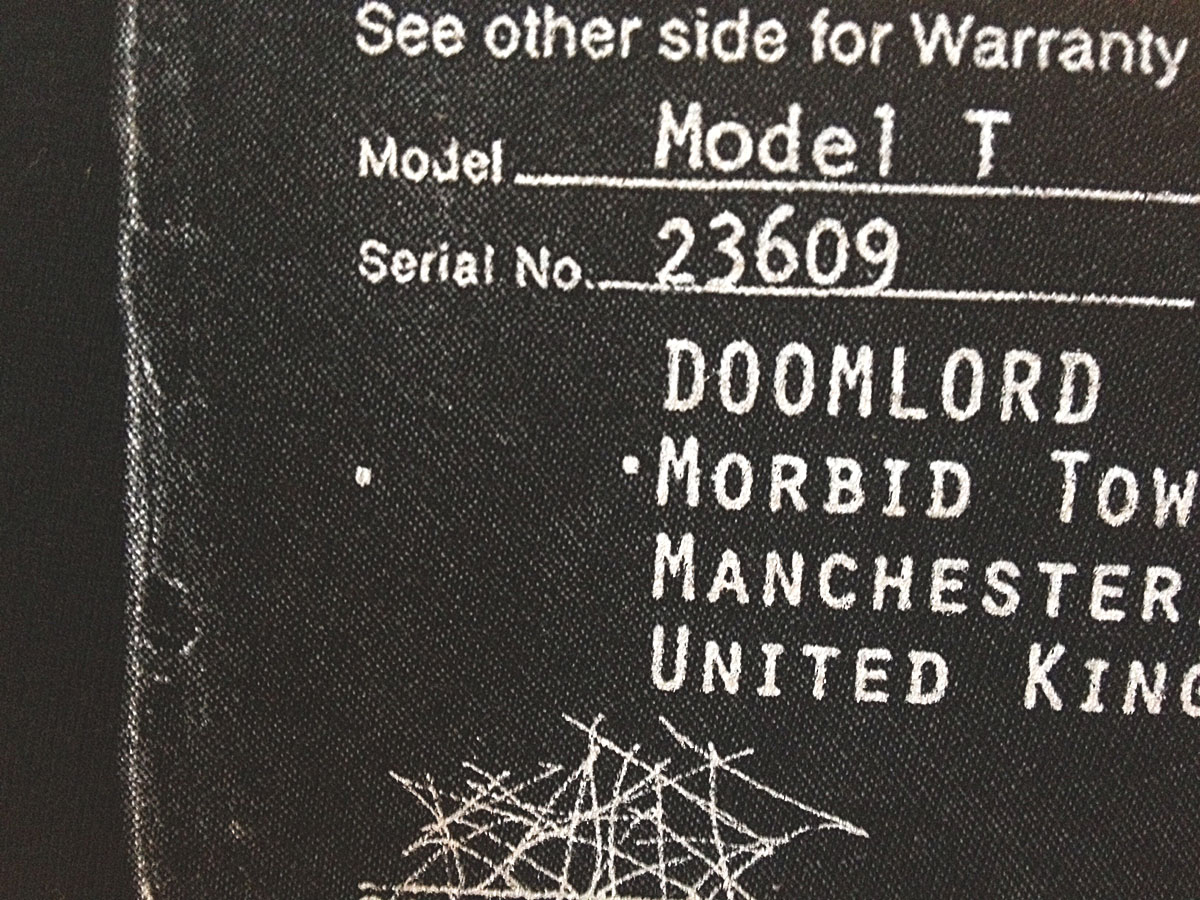 See other side for Warranty
Model Model T
Serial No. 23609
DOOMLORD
MORBID TOW
MANCHESTER
UNITED KING